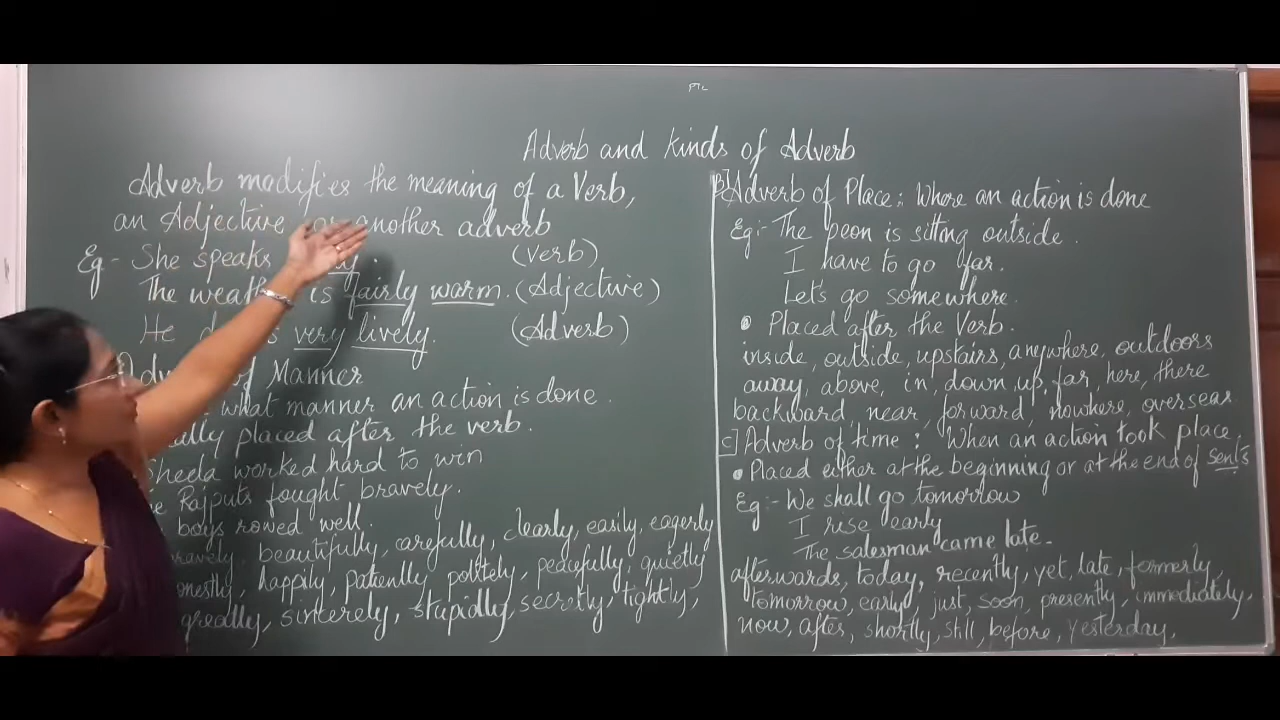 PTC
Adverb and kinds of Adverb
Adverb modifies the meaning of a Verb,
an Adjective or another adverb
Eg - She speaks (Verb)
The weather is fairly warm. (Adjective)
He very lively. (Adverb)
of Manner
what manner an action is done.
placed after the verb.
Sheela worked hard to win
Rajputs fought bravely.
boys rowed well.
beautifully, carefully, clearly, easily, eagerly
happily, patiently, politely, peacefully, quietly
greadly, sincerely, stupidly, secretly, tightly,
B] Adverb of Place: Where an action is done
Eg:- The peon is sitting outside.
I have to go far.
Let's go somewhere.
• Placed after the Verb.
inside, outside, upstairs, anywhere, outdoors
away, above, in, down, up, far, here, there
backward, near, forward, nowhere, overseas
C] Adverb of time: When an action took place
• Placed either at the beginning or at the end of sent's
Eg:- We shall go tomorrow
I rise early
The salesman came late.
afterwards, today, recently, yet, late, formerly,
tomorrow, early, just, soon, presently, immediately,
now, after, shortly, still, before, yesterday,